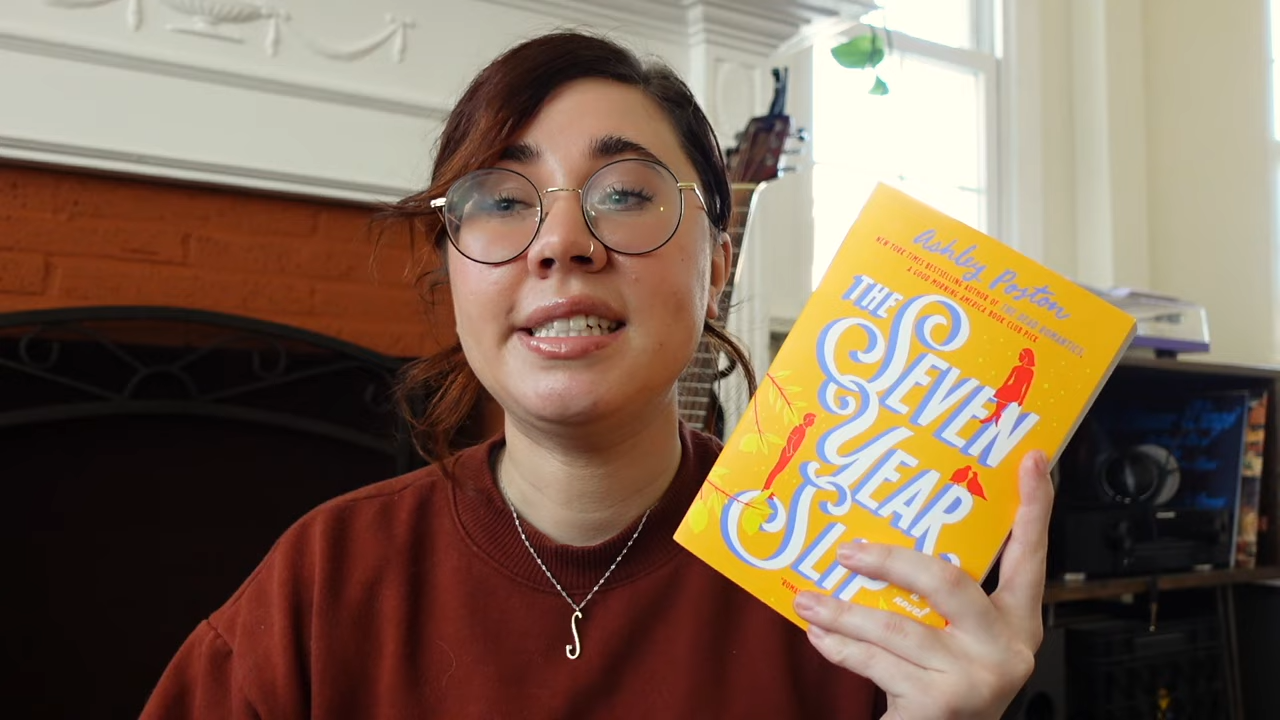 Ashley Poston
NEW YORK TIMES BESTSELLING AUTHOR OF THE DEAD ROMANTICS,
A GOOD MORNING AMERICA BOOK CLUB PICK
THE
SEVEN
YEAR
SLIP
a
novel